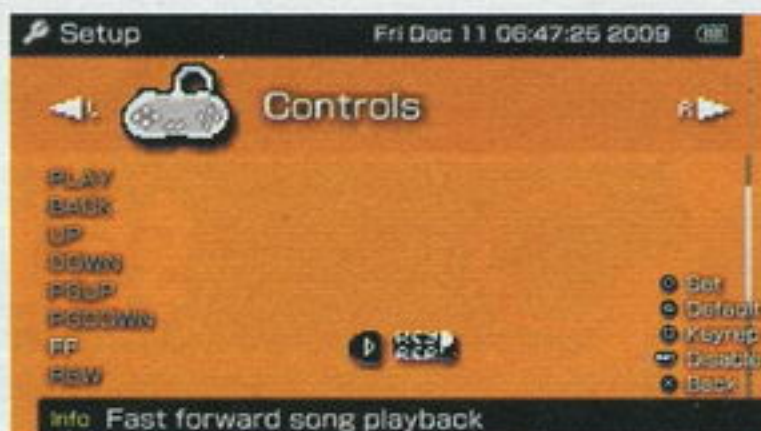 Setup Fri Dec 11 06:47:25 2009
L Controls R
PLAY
BACK
UP
DOWN
PGUP
PGDOWN
FF
REW
Set
Default
Keyrep
Disable
Back
Info Fast forward song playback